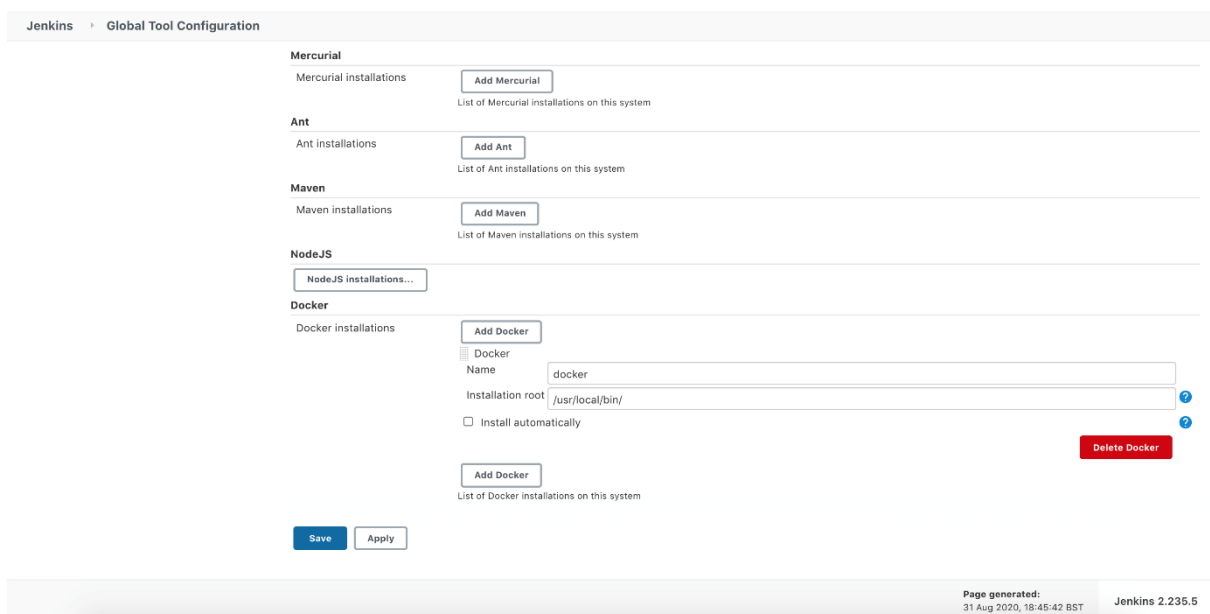 Jenkins Global Tool Configuration
Mercurial
Mercurial installations Add Mercurial
List of Mercurial installations on this system
Ant
Ant installations Add Ant
List of Ant installations on this system
Maven
Maven installations Add Maven
List of Maven installations on this system
NodeJS
NodeJS installations...
Docker
Docker installations Add Docker
Docker
Name docker
Installation root /usr/local/bin/ ?
Install automatically ?
Delete Docker
Add Docker
List of Docker installations on this system
Save Apply
Page generated:
31 Aug 2020, 18:45:42 BST Jenkins 2.235.5